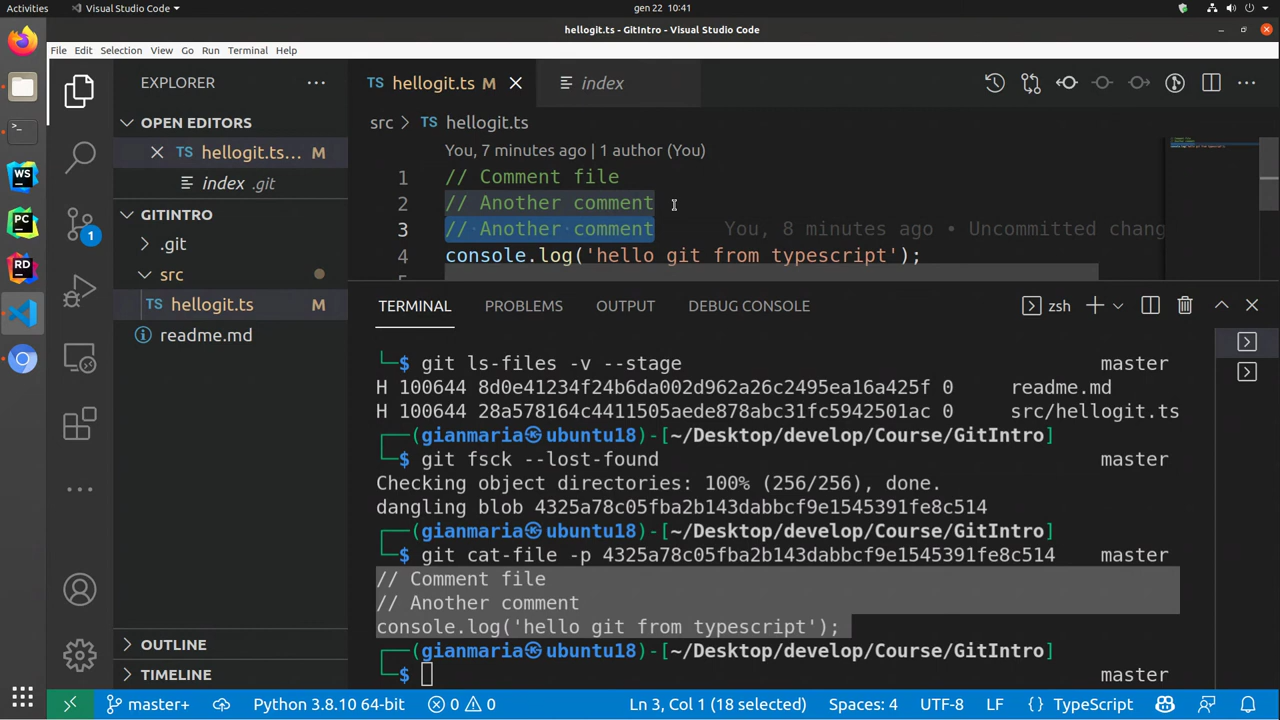 Activities
Visual Studio Code
gen 22 10:41
hellogit.ts - GitIntro - Visual Studio Code
File Edit Selection View Go Run Terminal Help
EXPLORER
TS hellogit.ts M
index
OPEN EDITORS
TS hellogit.ts... M
index .git
GITINTRO
.git
src
TS hellogit.ts M
readme.md
OUTLINE
TIMELINE
WS
PC
RD
1
src > TS hellogit.ts
You, 7 minutes ago | 1 author (You)
1 // Comment file
2 // Another comment
3 // Another comment You, 8 minutes ago • Uncommitted chang
4 console.log('hello git from typescript');
TERMINAL PROBLEMS OUTPUT DEBUG CONSOLE zsh
$ git ls-files -v --stage master
H 100644 8d0e41234f24b6da002d962a26c2495ea16a425f 0 readme.md
H 100644 28a578164c4411505aede878abc31fc5942501ac 0 src/hellogit.ts
(gianmaria㉿ubuntu18)-[~/Desktop/develop/Course/GitIntro]
$ git fsck --lost-found master
Checking object directories: 100% (256/256), done.
dangling blob 4325a78c05fba2b143dabbcf9e1545391fe8c514
(gianmaria㉿ubuntu18)-[~/Desktop/develop/Course/GitIntro]
$ git cat-file -p 4325a78c05fba2b143dabbcf9e1545391fe8c514 master
// Comment file
// Another comment
console.log('hello git from typescript');
(gianmaria㉿ubuntu18)-[~/Desktop/develop/Course/GitIntro]
$ master
master+ Python 3.8.10 64-bit 0 0 Ln 3, Col 1 (18 selected) Spaces: 4 UTF-8 LF {} TypeScript